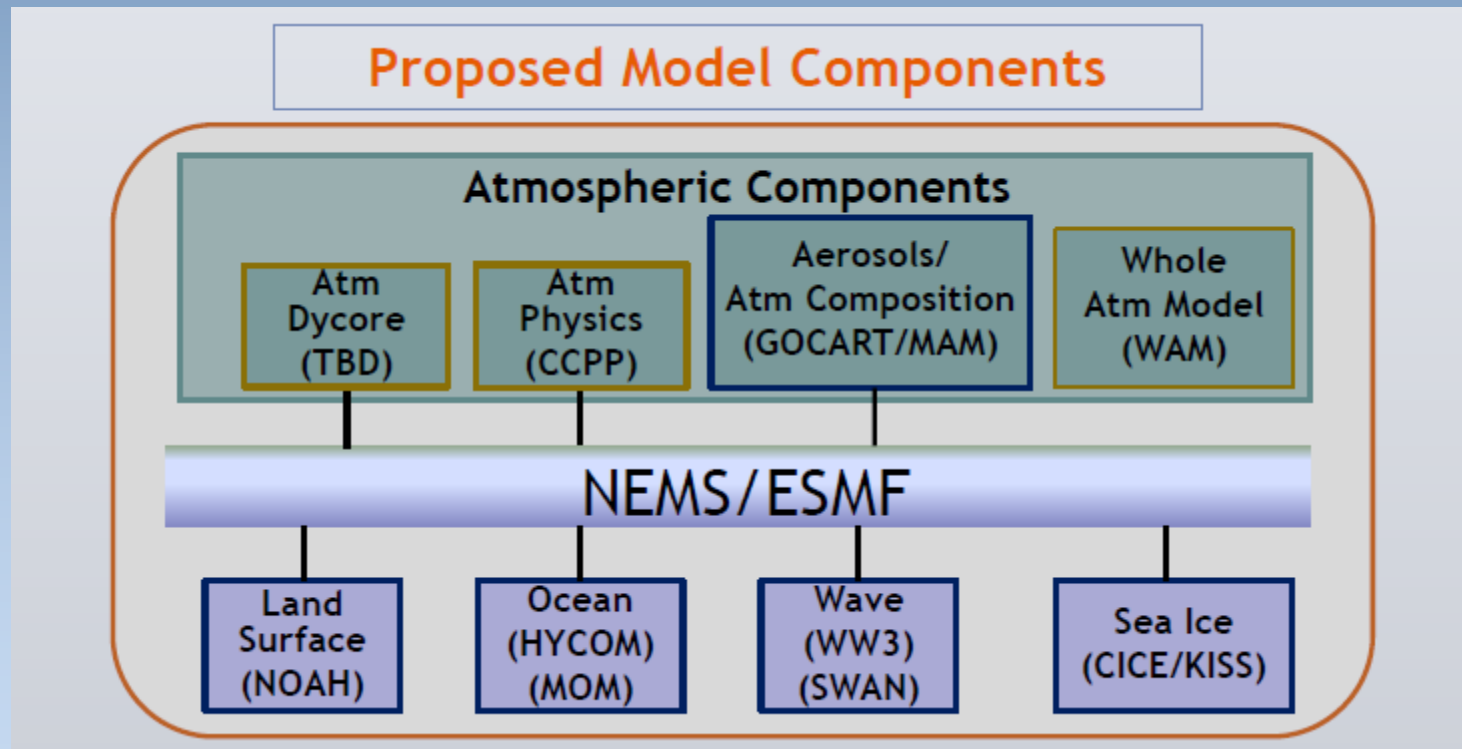 Proposed Model Components
Atmospheric Components
Atm
Dycore
(TBD)
Atm
Physics
(CCPP)
Aerosols/
Atm Composition
(GOCART/MAM)
Whole
Atm Model
(WAM)
NEMS/ESMF
Land
Surface
(NOAH)
Ocean
(HYCOM)
(MOM)
Wave
(WW3)
(SWAN)
Sea Ice
(CICE/KISS)